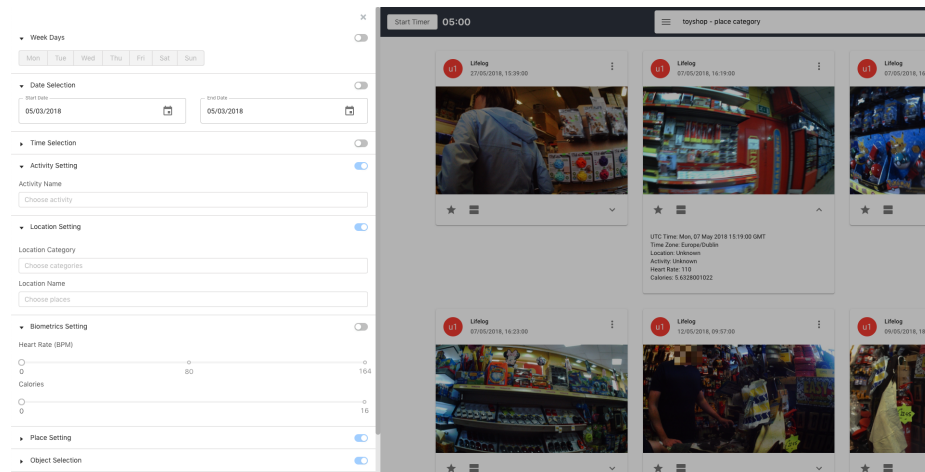 Week Days
Mon Tue Wed Thu Fri Sat Sun
Date Selection
Start Date
05/03/2018
End Date
05/03/2018
Time Selection
Activity Setting
Activity Name
Choose activity
Location Setting
Location Category
Choose categories
Location Name
Choose places
Biometrics Setting
Heart Rate (BPM)
0 80 164
Calories
0 16
Place Setting
Object Selection
Start Timer 05:00
toyshop - place category
u1 Lifelog
27/05/2018, 15:39:00
u1 Lifelog
07/05/2018, 16:19:00
UTC Time: Mon, 07 May 2018 15:19:00 GMT
Time Zone: Europe/Dublin
Location: Unknown
Activity: Unknown
Heart Rate: 110
Calories: 5.6328001022
u1 Lifelog
07/05/2018, 16
u1 Lifelog
07/05/2018, 16:23:00
u1 Lifelog
12/05/2018, 09:57:00
u1 Lifelog
09/05/2018, 18